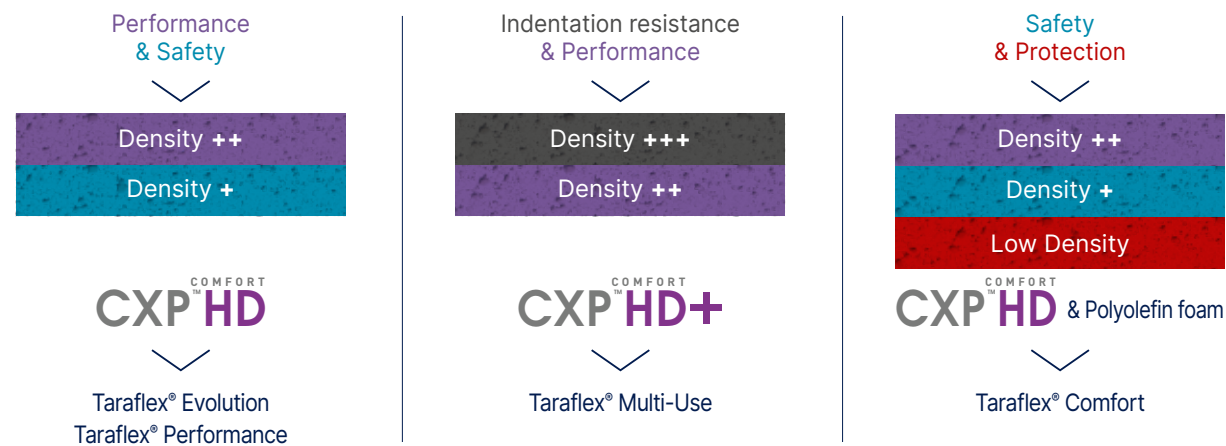 Performance
& Safety
Density ++
Density +
COMFORT
CXP™HD
Taraflex® Evolution
Taraflex® Performance
Indentation resistance
& Performance
Density +++
Density ++
COMFORT
CXP™HD+
Taraflex® Multi-Use
Safety
& Protection
Density ++
Density +
Low Density
COMFORT
CXP™HD & Polyolefin foam
Taraflex® Comfort